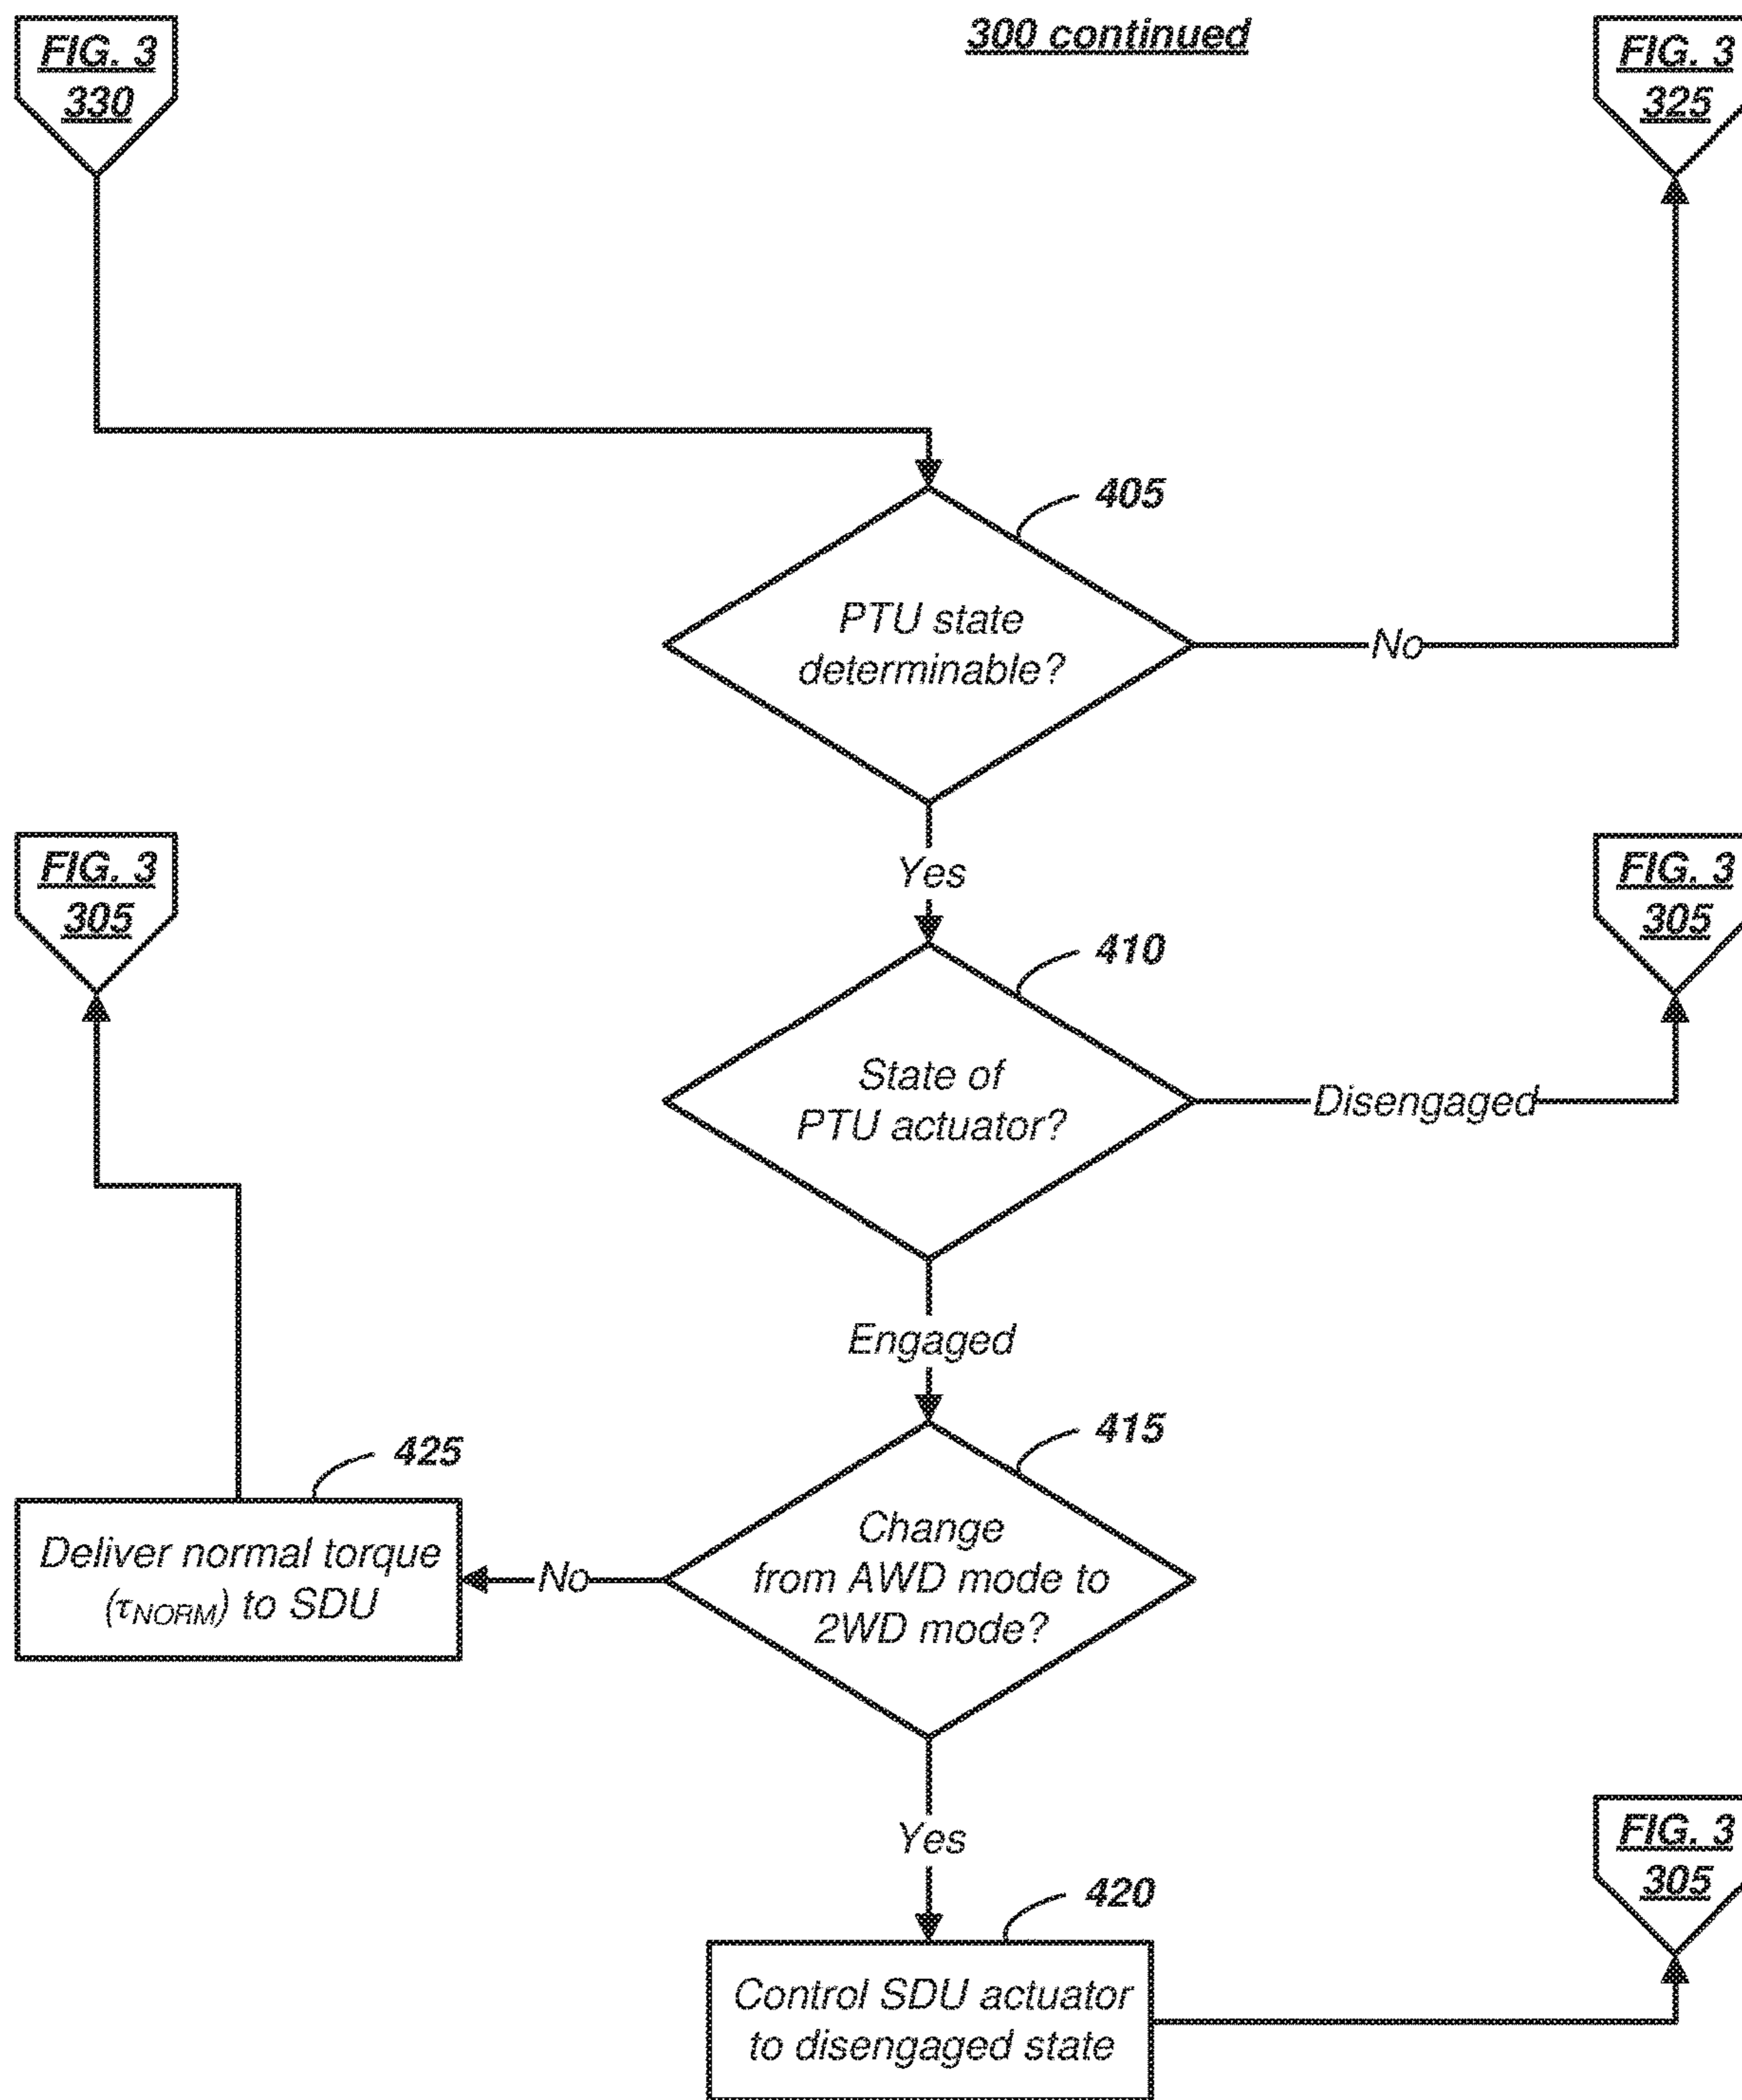 300 continued
FIG. 3
330
FIG. 3
325
405
PTU state
determinable?
No
Yes
FIG. 3
305
FIG. 3
305
410
State of
PTU actuator?
Disengaged
Engaged
415
425
Change
from AWD mode to
2WD mode?
No
Deliver normal torque
(τNORM) to SDU
Yes
FIG. 3
305
420
Control SDU actuator
to disengaged state